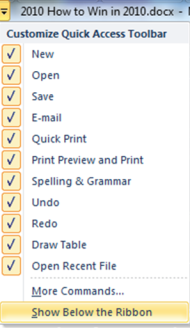 2010 How to Win in 2010.docx -
Customize Quick Access Toolbar
New
Open
Save
E-mail
Quick Print
Print Preview and Print
Spelling & Grammar
Undo
Redo
Draw Table
Open Recent File
More Commands...
Show Below the Ribbon